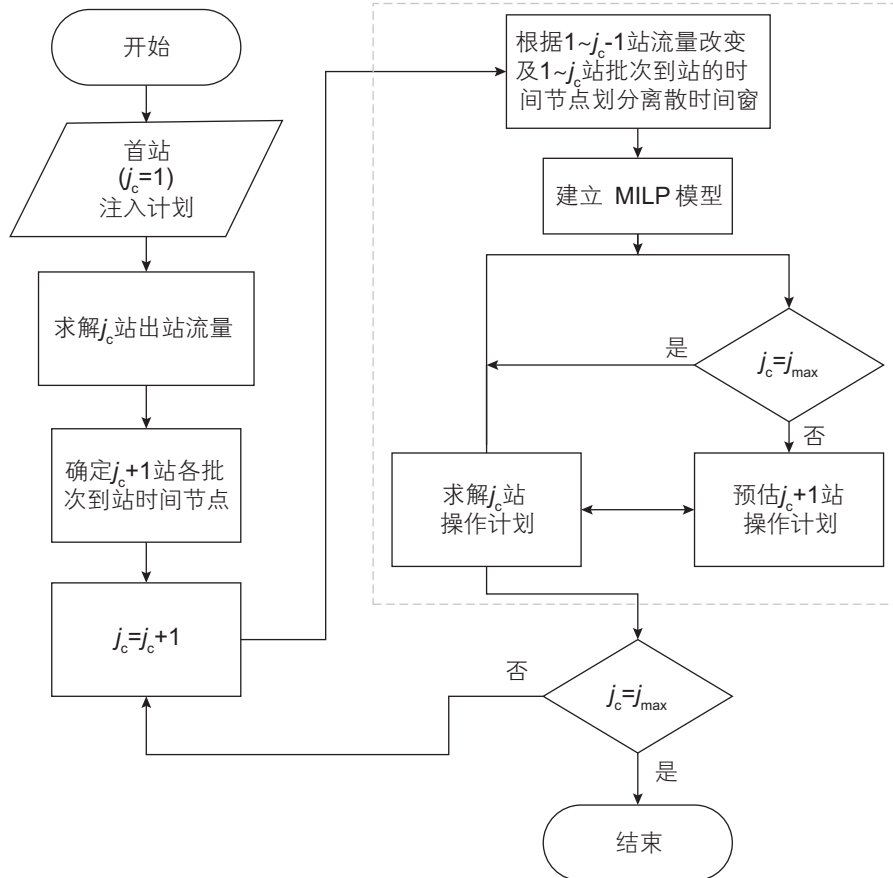 开始
首站
(jc=1)
注入计划
求解jc站出站流量
确定jc+1站各批
次到站时间节点
jc=jc+1
根据1~jc-1站流量改变
及1~jc站批次到站的时
间节点划分离散时间窗
建立 MILP 模型
是
jc=jmax
否
求解jc站
操作计划
预估jc+1站
操作计划
否
jc=jmax
是
结束